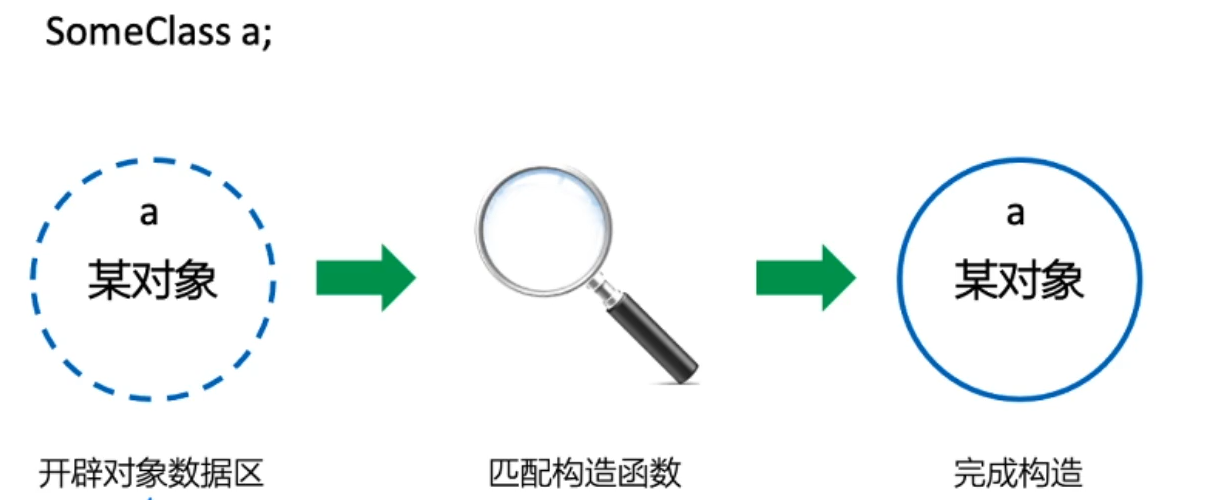 SomeClass a;
a
某对象
a
某对象
开辟对象数据区
匹配构造函数
完成构造